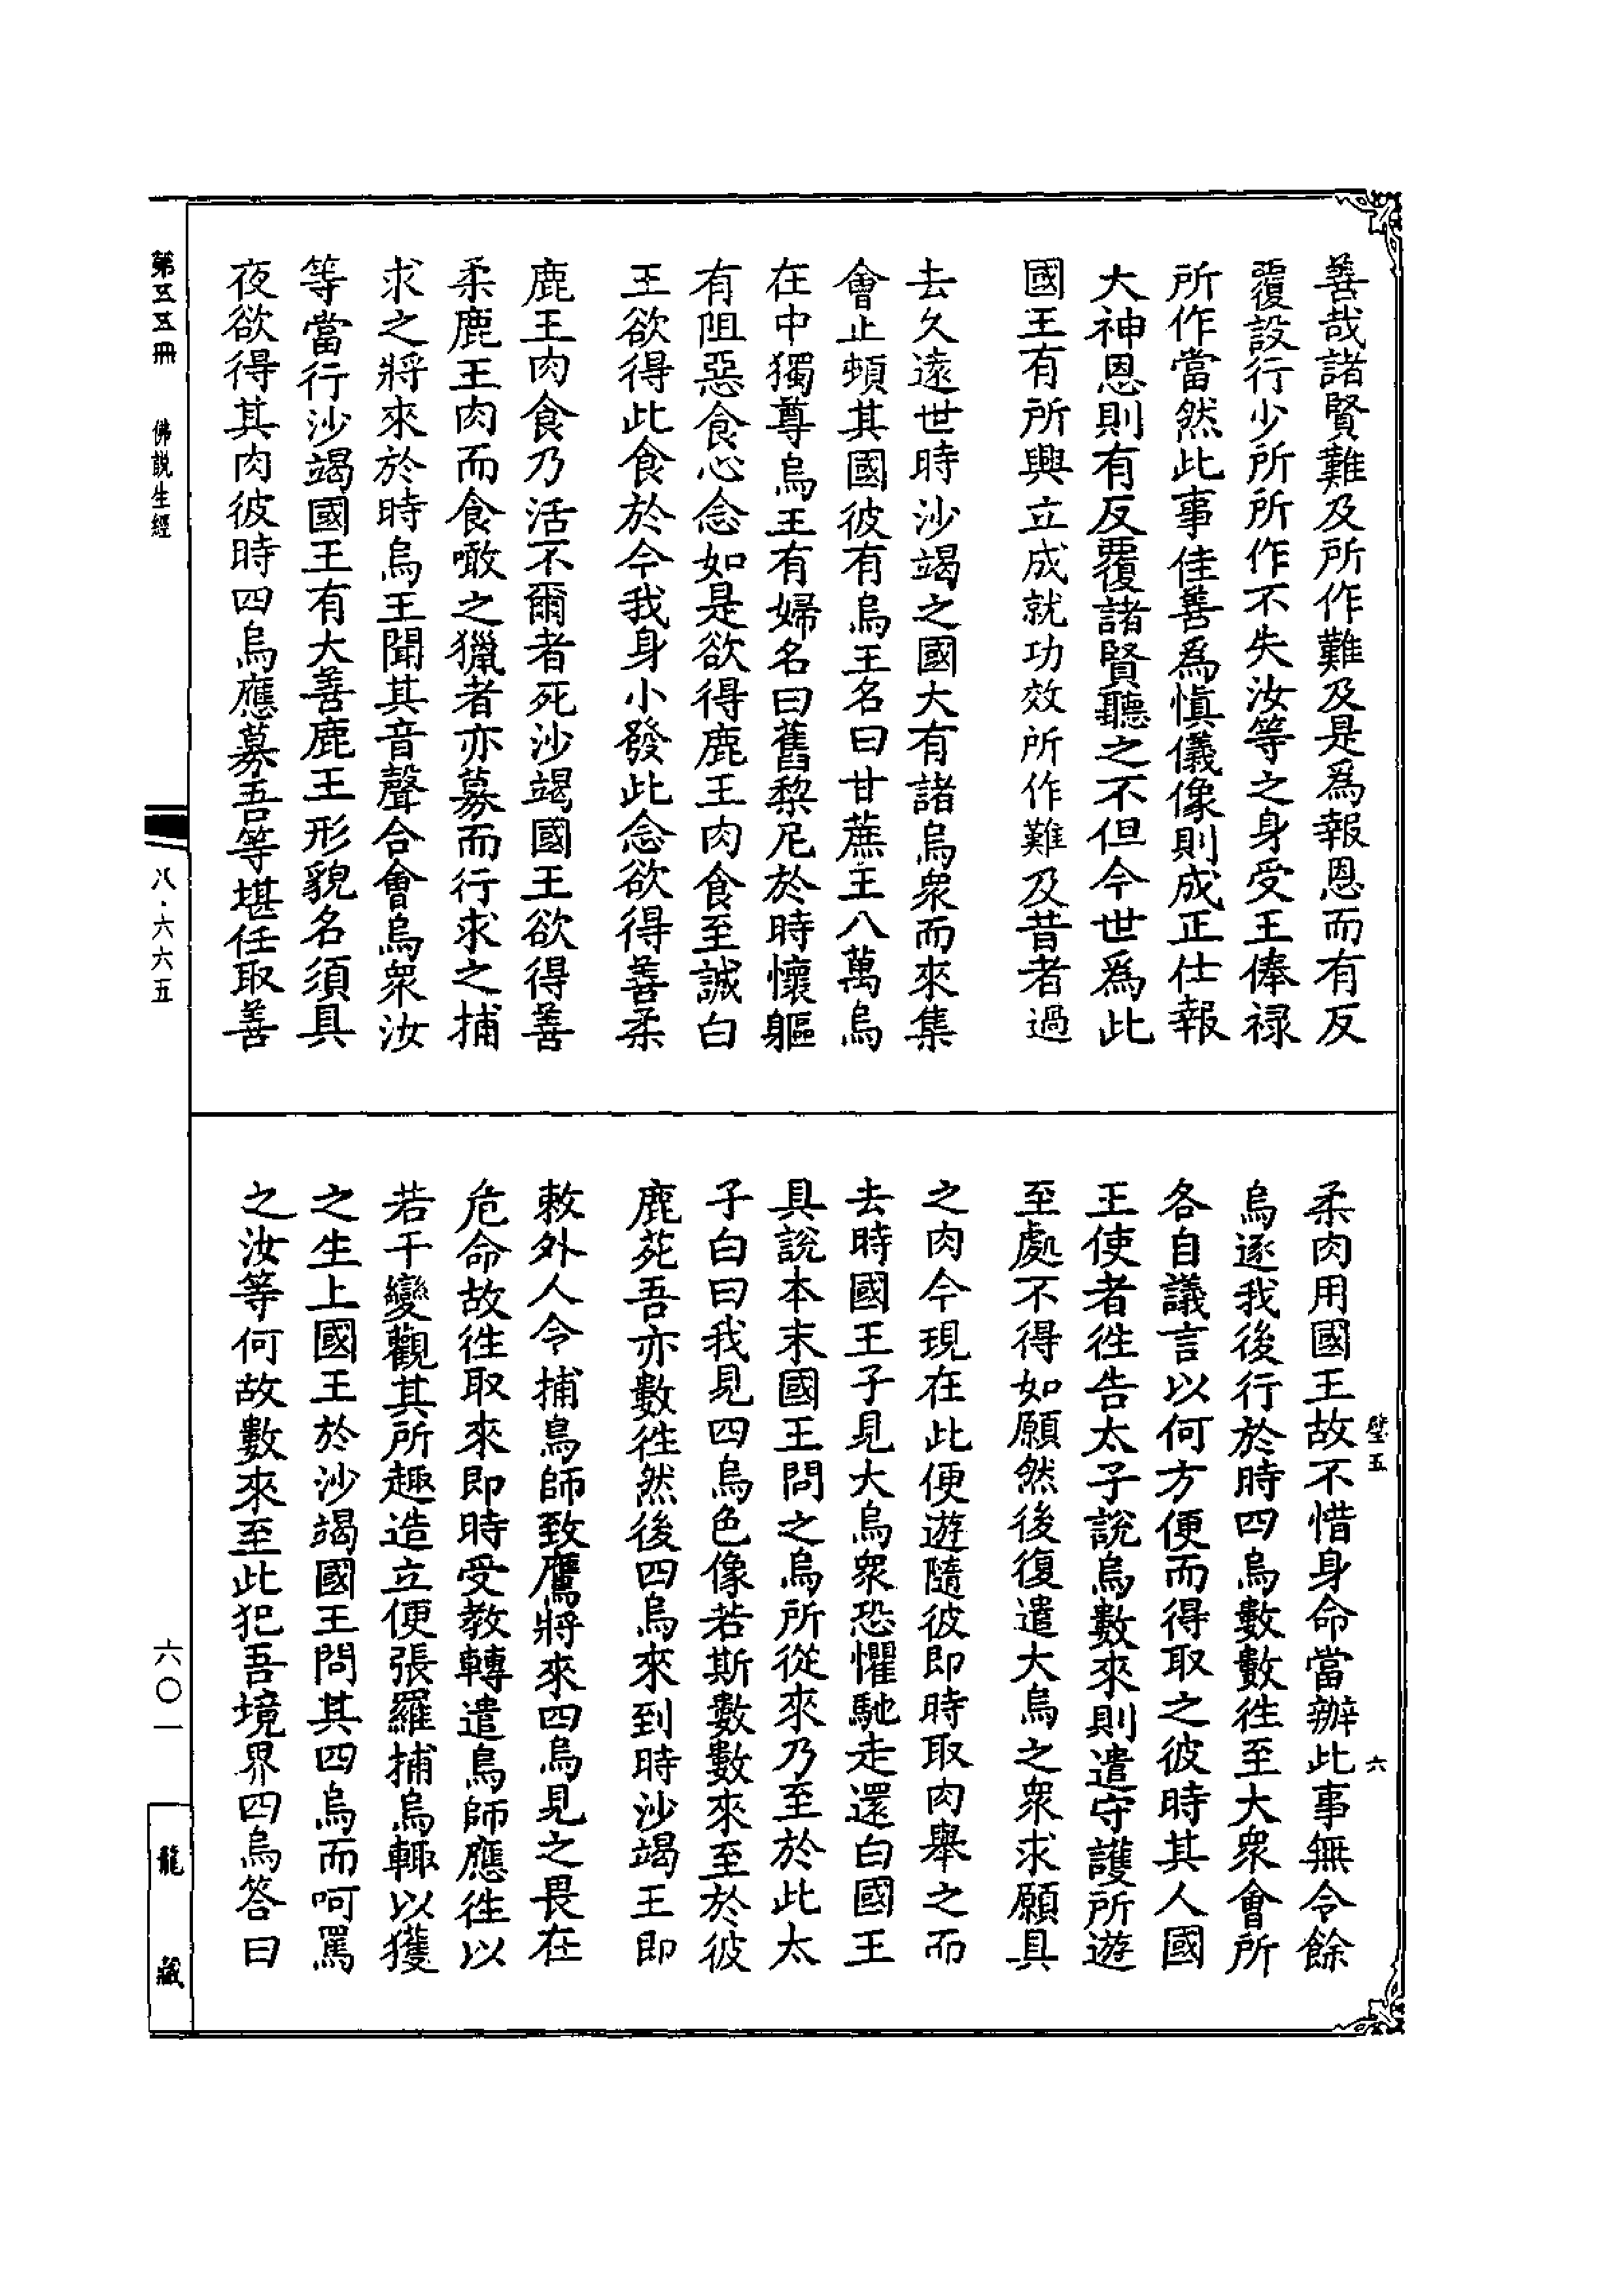 善哉諸賢難及所作難及是為報恩而有反
覆設行少所所作不失汝等之身受王俸禄
所作當然此事佳善為慎儀像則成正仕報
大神恩則有反覆諸賢聽之不但今世為此
國王有所興立成就功效所作難及昔者過
去久遠世時沙竭之國大有諸烏衆而來集
會止頓其國彼有烏王名曰甘蔗主八萬烏
在中獨尊烏王有婦名曰舊黎尼於時懷軀
有阻惡食心念如是欲得鹿王肉食至誠白
王欲得此食於今我身小發此念欲得善柔
鹿王肉食乃活不爾者死沙竭國王欲得善
柔鹿王肉而食噉之獵者亦募而行求之捕
求之將來於時烏王聞其音聲合會烏衆汝
等當行沙竭國王有大善鹿王形貌名須具
夜欲得其肉彼時四烏應募吾等堪任取善
柔肉用國王故不惜身命當辦此事無令餘
烏逐我後行於時四烏數數徃至大衆會所
各自議言以何方便而得取之彼時其人國
王使者徃告太子說烏數來則遣守護所遊
至處不得如願然後復遣大烏之衆求願具
之肉今現在此便遊隨彼即時取肉舉之而
去時國王子見大烏衆恐懼馳走還白國王
具說本末國王問之烏所從來乃至於此太
子白曰我見四烏色像若斯數數來至於彼
鹿苑吾亦數徃然後四烏來到時沙竭王即
敕外人令捕鳥師致鷹將來四烏見之畏在
危命故徃取來即時受教轉遣烏師應徃以
若干變觀其所趣造立便張羅捕烏輙以獲
之生上國王於沙竭國王問其四烏而呵罵
之汝等何故數來至此犯吾境界四烏答曰
璧五
六
第五五冊
佛説生經
八·六六五
六〇一
龍藏